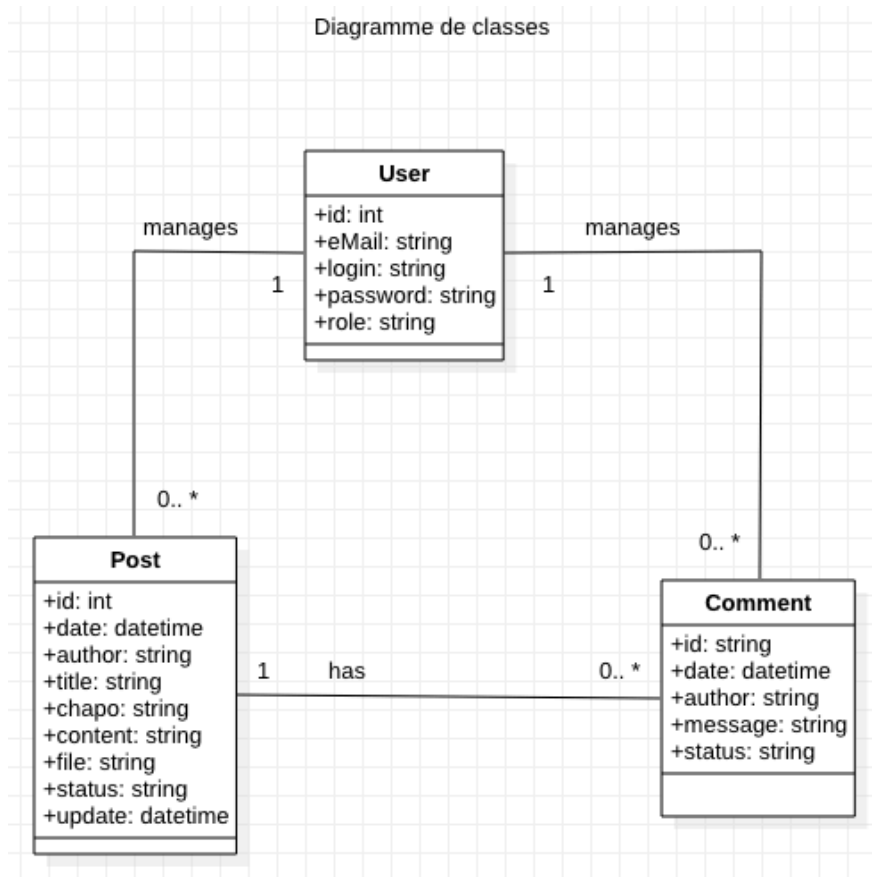 Diagramme de classes
User
+id: int
+eMail: string
+login: string
+password: string
+role: string
manages
1
manages
1
0.. *
0.. *
Post
+id: int
+date: datetime
+author: string
+title: string
+chapo: string
+content: string
+file: string
+status: string
+update: datetime
1
has
0.. *
Comment
+id: string
+date: datetime
+author: string
+message: string
+status: string